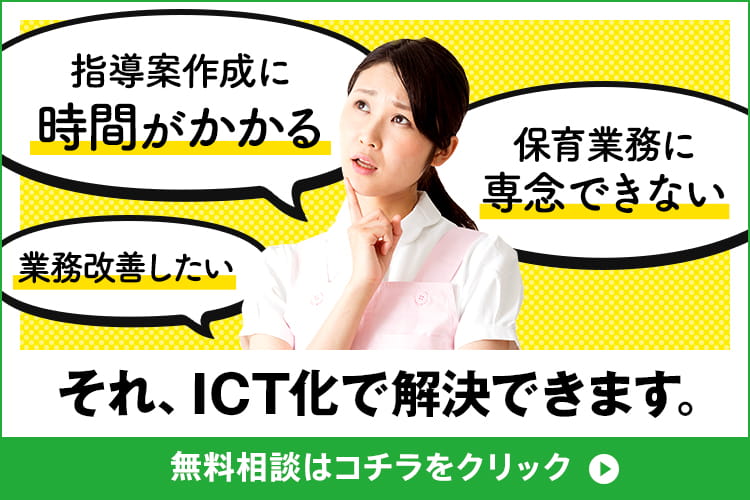 指導案作成に
時間がかかる
保育業務に
専念できない
業務改善したい
それ、ICT化で解決できます。
無料相談はコチラをクリック